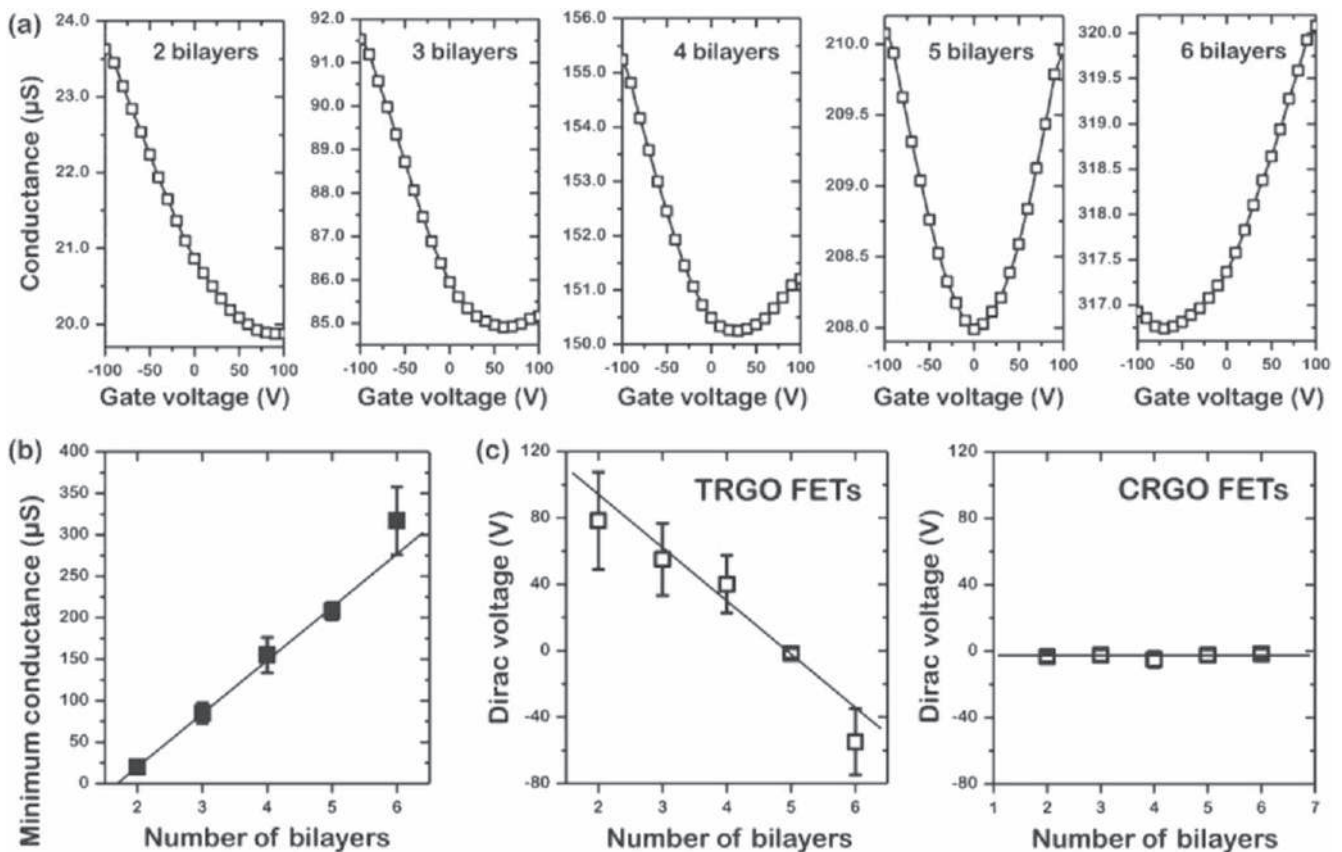 (a)
2 bilayers
3 bilayers
4 bilayers
5 bilayers
6 bilayers
Conductance (µS)
24.0
23.0
22.0
21.0
20.0
-100 -50 0 50 100
Gate voltage (V)
92.0
91.0
90.0
89.0
88.0
87.0
86.0
85.0
-100 -50 0 50 100
Gate voltage (V)
156.0
155.0
154.0
153.0
152.0
151.0
150.0
-100 -50 0 50 100
Gate voltage (V)
210.0
209.5
209.0
208.5
208.0
-100 -50 0 50 100
Gate voltage (V)
320.0
319.5
319.0
318.5
318.0
317.5
317.0
-100 -50 0 50 100
Gate voltage (V)
(b)
Minimum conductance (µS)
400
350
300
250
200
150
100
50
0
2 3 4 5 6
Number of bilayers
(c)
TRGO FETs
Dirac voltage (V)
120
80
40
0
-40
-80
2 3 4 5 6
Number of bilayers
CRGO FETs
Dirac voltage (V)
120
80
40
0
-40
-80
1 2 3 4 5 6 7
Number of bilayers